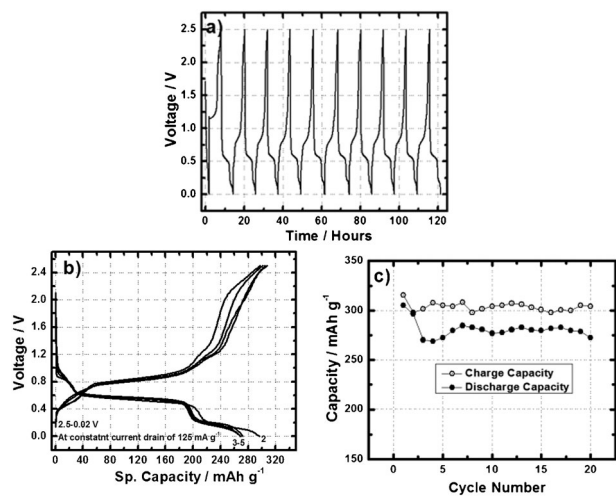 a)
Voltage / V
2.5
2.0
1.5
1.0
0.5
0.0
0 20 40 60 80 100 120
Time / Hours
b)
Voltage / V
2.4
2.0
1.6
1.2
0.8
0.4
0.0
2.5-0.02 V
At constatnt current drain of 125 mA g⁻¹
3-5
2
0 40 80 120 160 200 240 280 320
Sp. Capacity / mAh g⁻¹
c)
Capacity / mAh g⁻¹
350
300
250
300
150
Charge Capacity
Discharge Capacity
0 5 10 15 20
Cycle Number